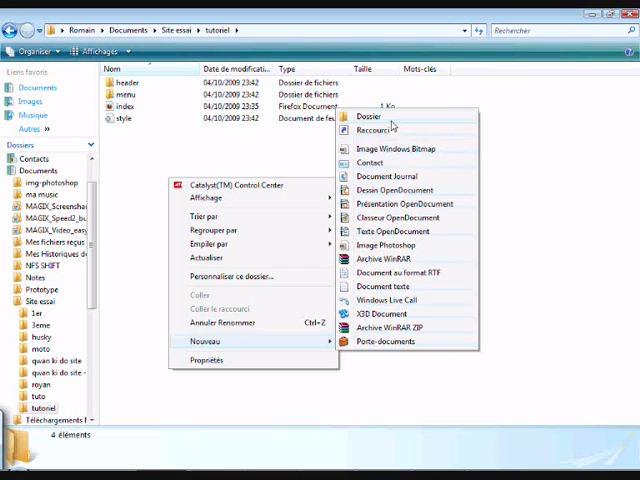 Romain ▸ Documents ▸ Site essai ▸ tutoriel ▸
Rechercher
Organiser
Affichages
Liens favoris
Documents
Images
Musique
Autres »
Dossiers
Contacts
Documents
img-photoshop
ma music
MAGIX_Screensha
MAGIX_Speed2_bu
MAGIX_Video_easy
Mes fichiers reçus
Mes Historiques d
NFS SHIFT
Notes
Prototype
Site essai
1er
3eme
husky
moto
qwan ki do site
qwan ki do site.
royan
tuto
tutoriel
Téléchargements
Nom Date de modificati... Type Taille Mots-clés
header 04/10/2009 23:42 Dossier de fichiers
menu 04/10/2009 23:42 Dossier de fichiers
index 04/10/2009 23:35 Firefox Document 1 Ko
style 04/10/2009 23:42 Document de feu
Catalyst(TM) Control Center
Affichage
Trier par
Regrouper par
Empiler par
Actualiser
Personnaliser ce dossier...
Coller
Coller le raccourci
Annuler Renommer Ctrl+Z
Nouveau
Propriétés
Dossier
Raccourci
Image Windows Bitmap
Contact
Document Journal
Dessin OpenDocument
Présentation OpenDocument
Classeur OpenDocument
Texte OpenDocument
Image Photoshop
Archive WinRAR
Document au format RTF
Document texte
Windows Live Call
X3D Document
Archive WinRAR ZIP
Porte-documents
4 éléments